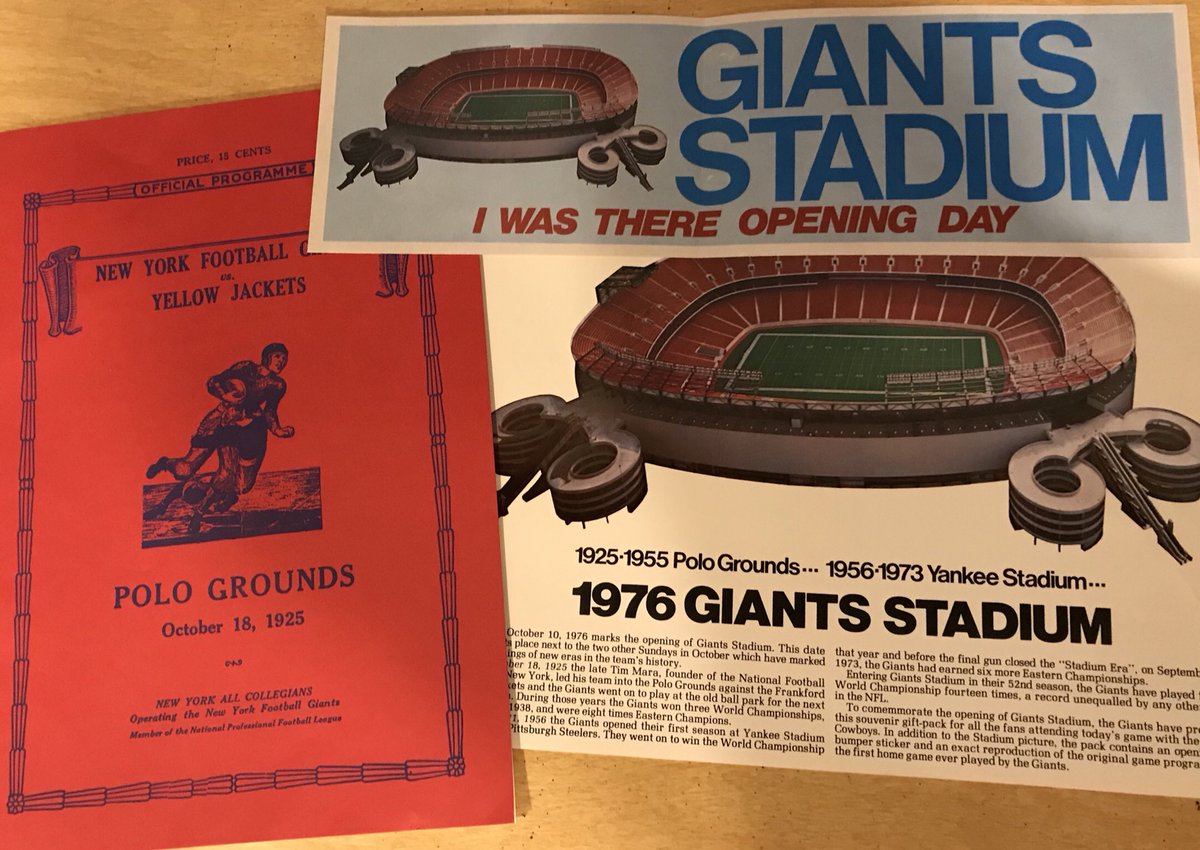 PRICE, 15 CENTS
OFFICIAL PROGRAMME
NEW YORK FOOTBALL
vs.
YELLOW JACKETS
POLO GROUNDS
October 18, 1925
NEW YORK ALL COLLEGIANS
Operating the New York Football Giants
Member of the National Professional Football League
GIANTS
STADIUM
I WAS THERE OPENING DAY
1925-1955 Polo Grounds... 1956-1973 Yankee Stadium...
1976 GIANTS STADIUM
October 10, 1976 marks the opening of Giants Stadium. This date
place next to the two other Sundays in October which have marked
ings of new eras in the team's history.
ber 18, 1925 the late Tim Mara, founder of the National Football
New York, led his team into the Polo Grounds against the Frankford
kets and the Giants went on to play at the old ball park for the next
. During those years the Giants won three World Championships,
1938, and were eight times Eastern Champions.
1, 1956 the Giants opened their first season at Yankee Stadium
Pittsburgh Steelers. They went on to win the World Championship
that year and before the final gun closed the "Stadium Era", on Septem
1973, the Giants had earned six more Eastern Championships.
Entering Giants Stadium in their 52nd season, the Giants have played
World Championship fourteen times, a record unequalled by any othe
in the NFL.
To commemorate the opening of Giants Stadium, the Giants have pr
this souvenir gift-pack for all the fans attending today's game with the
Cowboys. In addition to the Stadium picture, the pack contains an open
bumper sticker and an exact reproduction of the original game progra
the first home game ever played by the Giants.